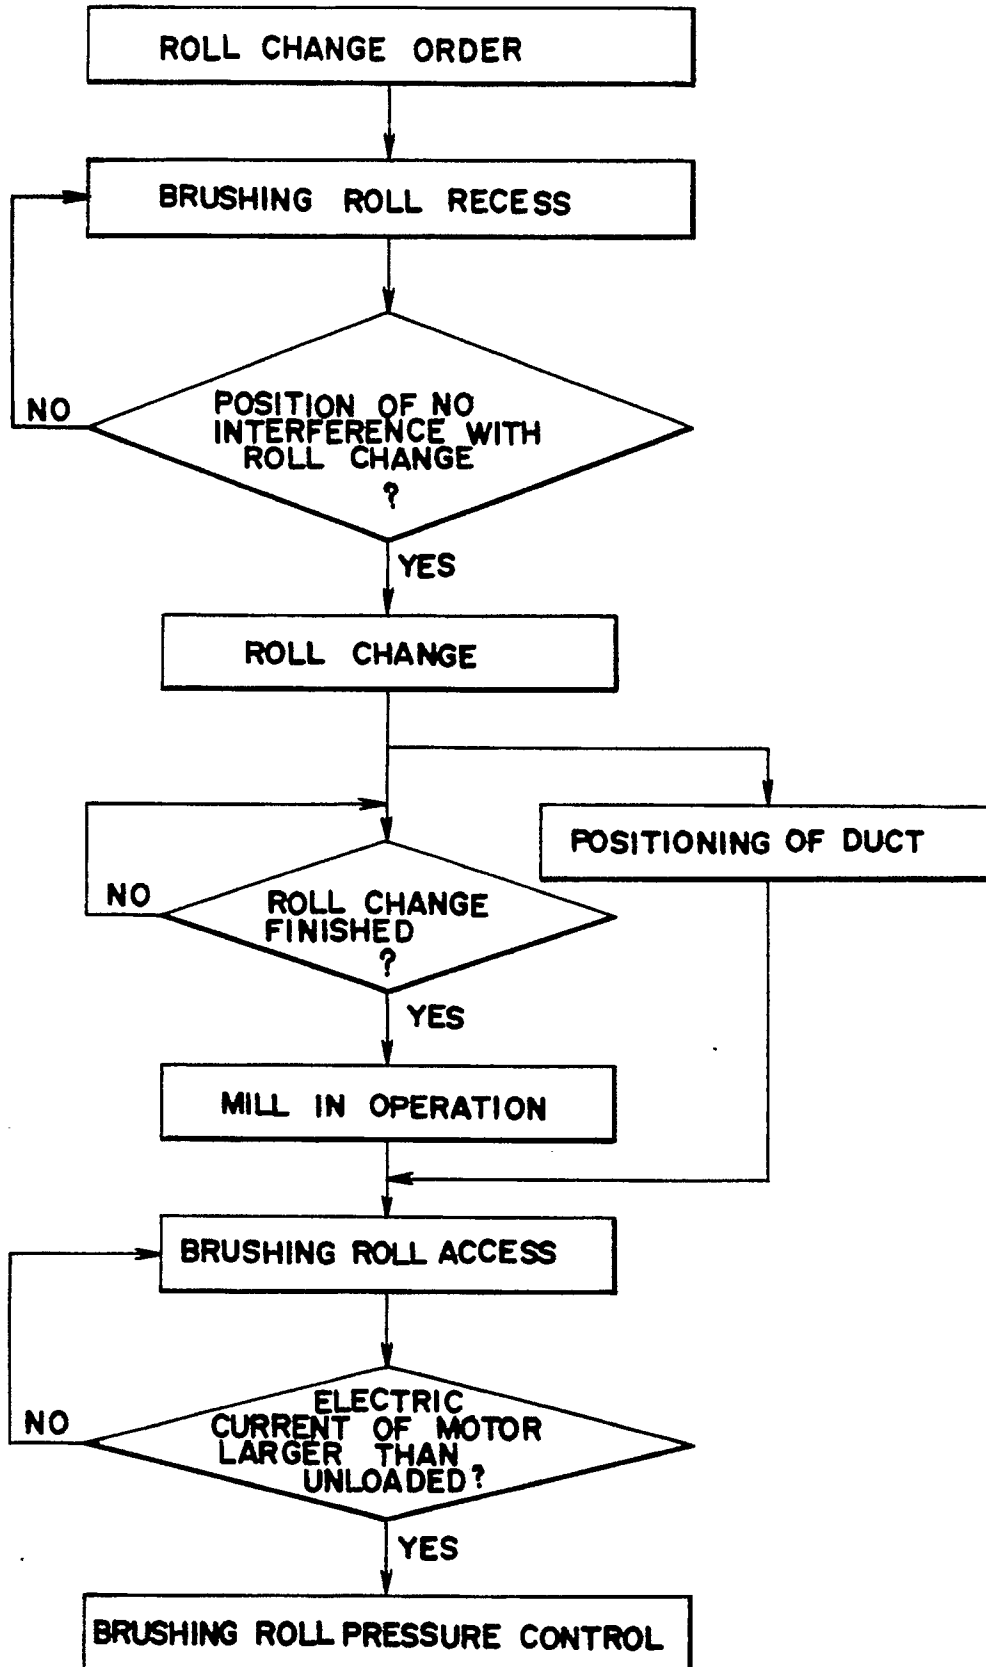 ROLL CHANGE ORDER
BRUSHING ROLL RECESS
NO
POSITION OF NO
INTERFERENCE WITH
ROLL CHANGE
?
YES
ROLL CHANGE
POSITIONING OF DUCT
NO
ROLL CHANGE
FINISHED
?
YES
MILL IN OPERATION
BRUSHING ROLL ACCESS
NO
ELECTRIC
CURRENT OF MOTOR
LARGER THAN
UNLOADED?
YES
BRUSHING ROLL PRESSURE CONTROL